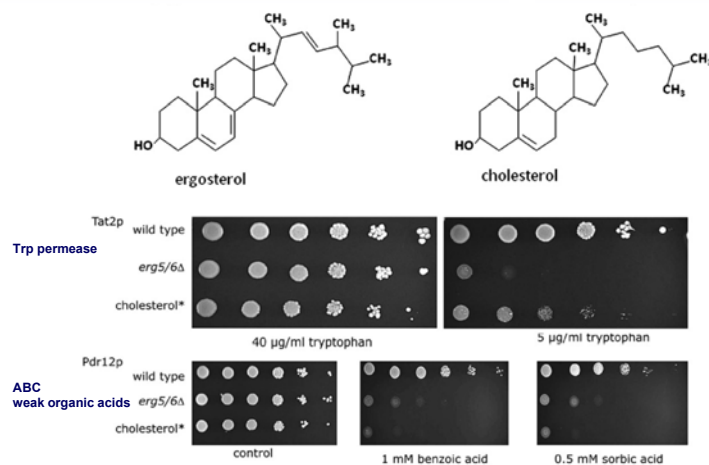 CH₃
CH₃
CH₃
CH₃
CH₃
CH₃
HO
ergosterol
CH₃
CH₃
CH₃
CH₃
CH₃
HO
cholesterol
Trp permease
Tat2p
wild type
erg5/6Δ
cholesterol*
40 µg/ml tryptophan
5 µg/ml tryptophan
ABC
weak organic acids
Pdr12p
wild type
erg5/6Δ
cholesterol*
control
1 mM benzoic acid
0.5 mM sorbic acid